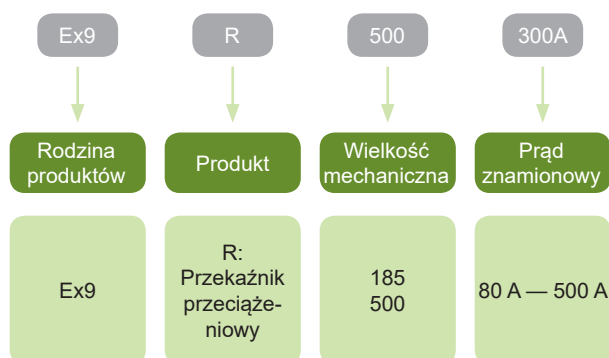 Ex9
R
500
300A
Rodzina
produktów
Produkt
Wielkość
mechaniczna
Prąd
znamionowy
Ex9
R:
Przekaźnik
przeciąże-
niowy
185
500
80 A — 500 A